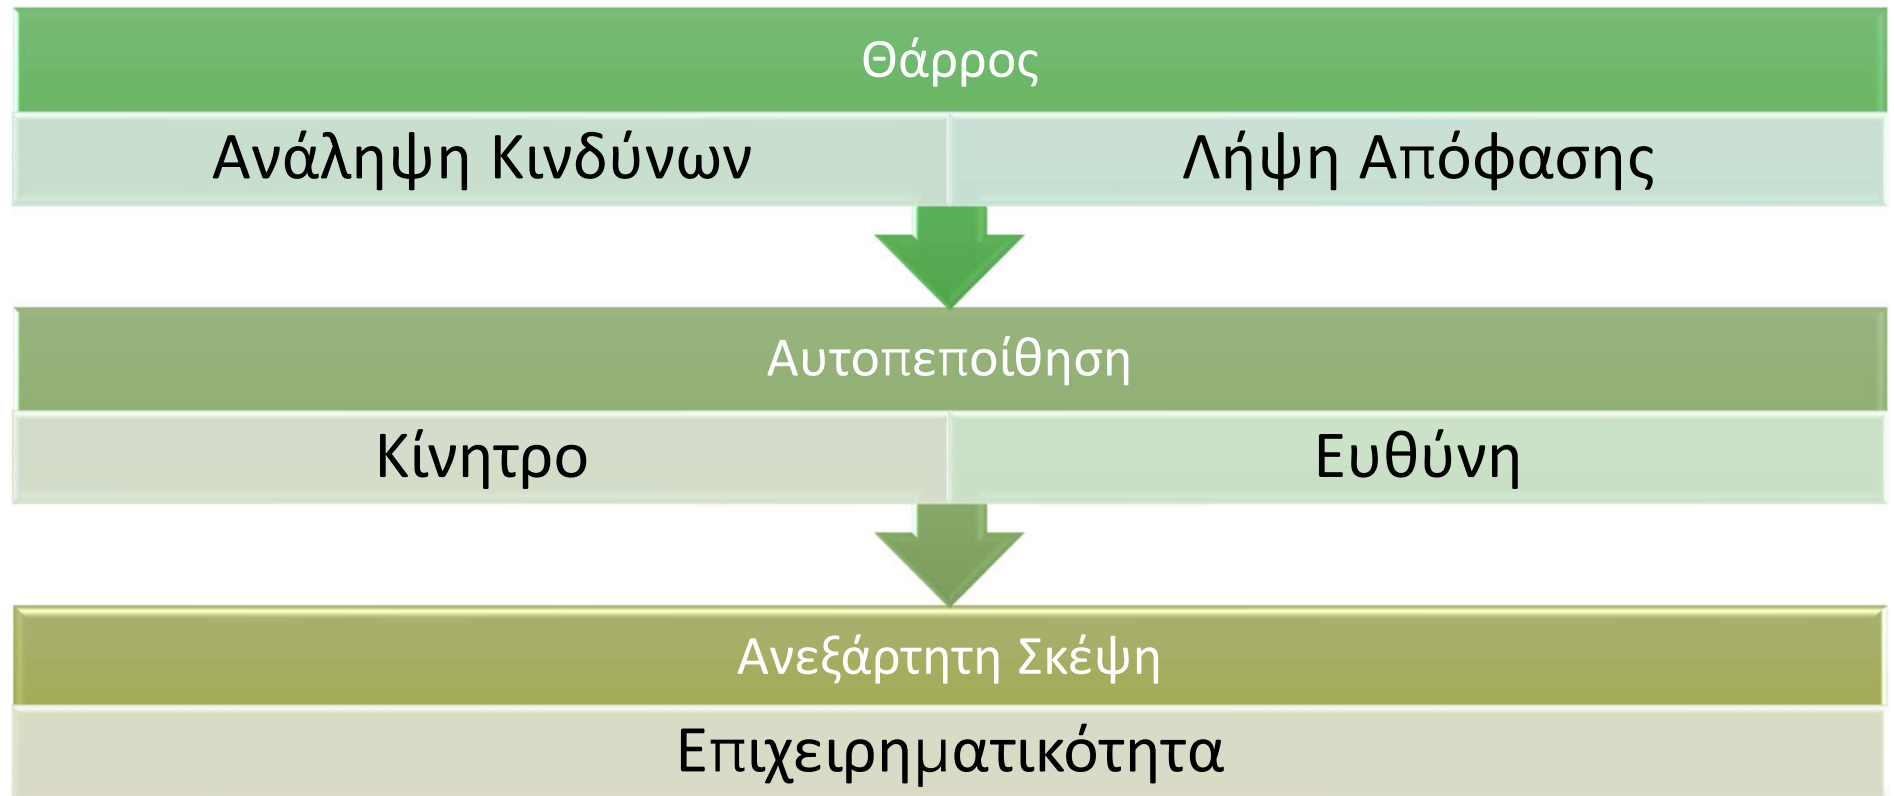 Θάρρος
Ανάληψη Κινδύνων
Λήψη Απόφασης
Αυτοπεποίθηση
Κίνητρο
Ευθύνη
Ανεξάρτητη Σκέψη
Επιχειρηματικότητα